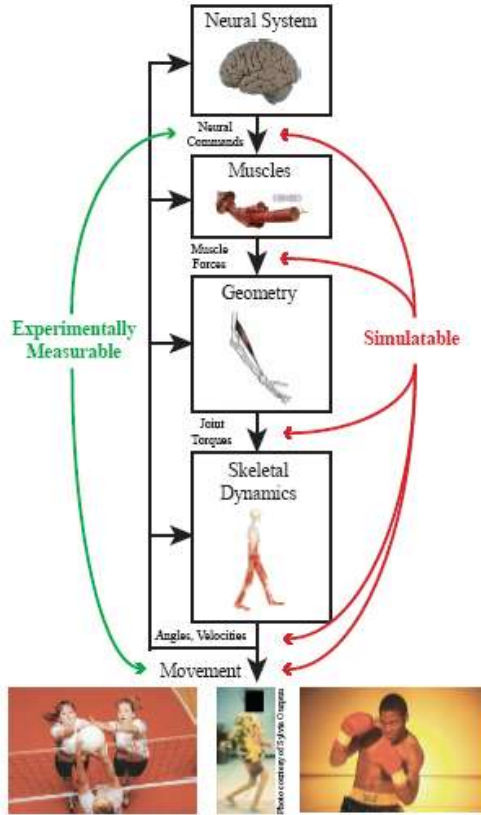 Neural System
Neural
Commands
Muscles
Muscle
Forces
Geometry
Experimentally
Measurable
Simulatable
Joint
Torques
Skeletal
Dynamics
Angles, Velocities
Movement
Photo courtesy of Sylvia Ounpuu